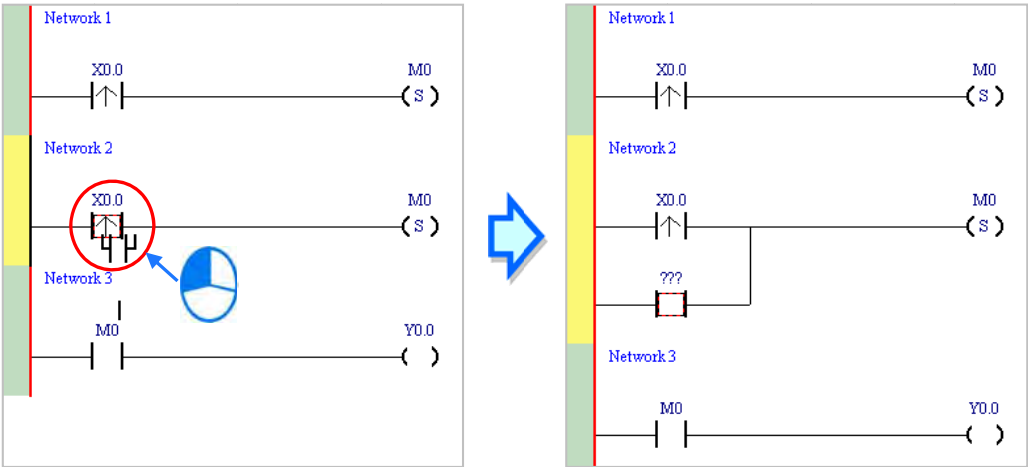 Network 1
X0.0 M0
S
Network 2
X0.0 M0
S
Network 3
M0 Y0.0
Network 1
X0.0 M0
S
Network 2
X0.0 M0
S
???
Network 3
M0 Y0.0